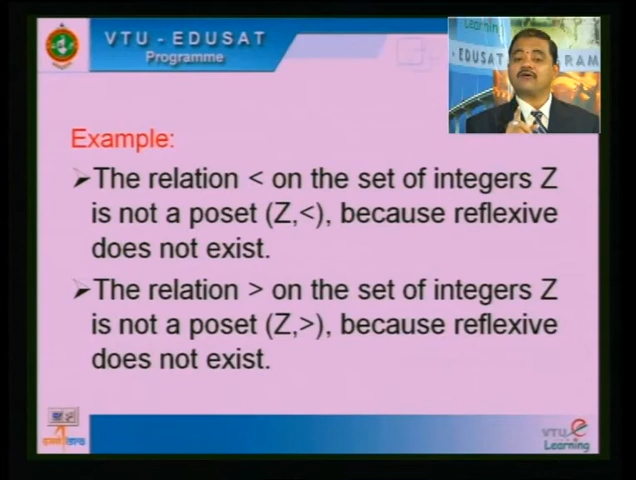 VTU - EDUSAT
Programme
Learning
EDUSAT
RAM
Example:
➢The relation < on the set of integers Z
is not a poset (Z,<), because reflexive
does not exist.
➢The relation > on the set of integers Z
is not a poset (Z,>), because reflexive
does not exist.
VTU e
Learning